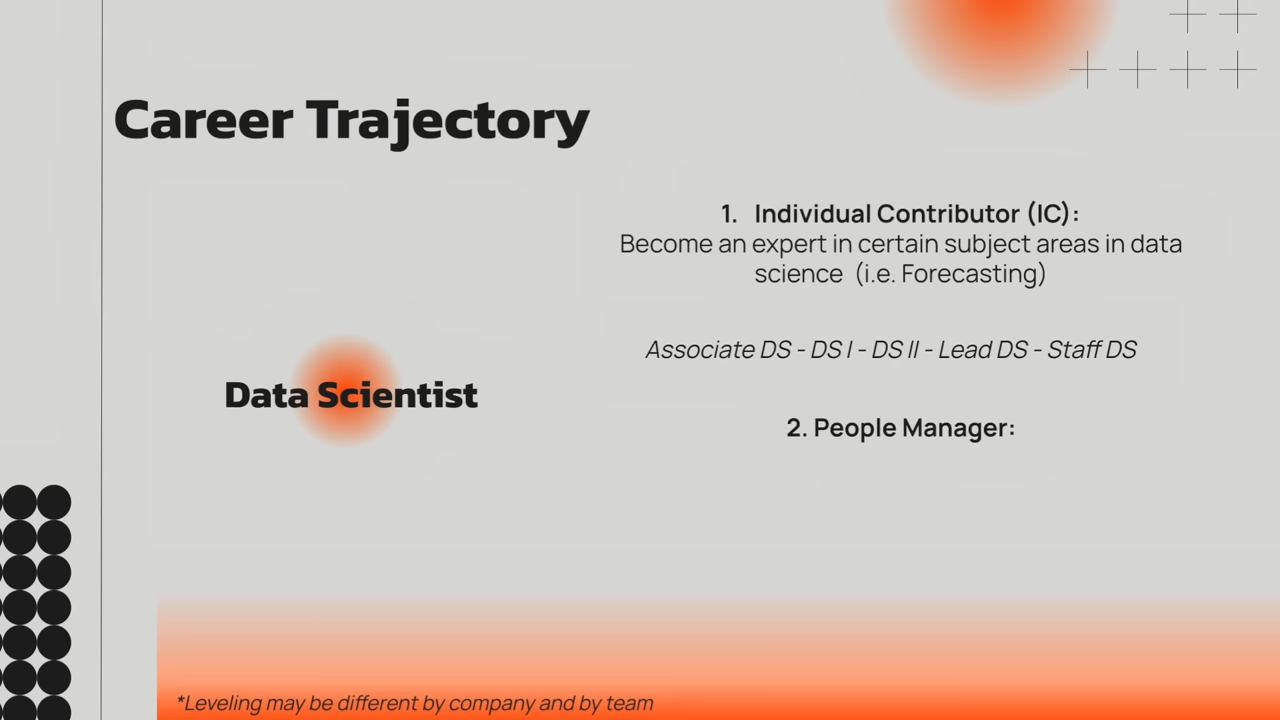 Career Trajectory
1. Individual Contributor (IC):
Become an expert in certain subject areas in data
science (i.e. Forecasting)
Associate DS - DS I - DS II - Lead DS - Staff DS
Data Scientist
2. People Manager:
*Leveling may be different by company and by team